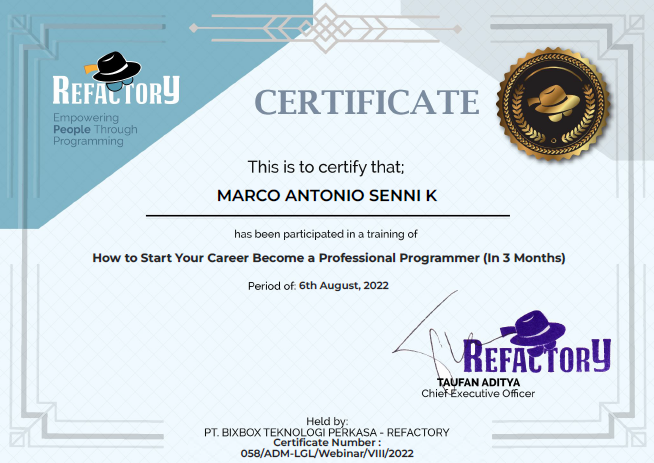 REFACTORY
Empowering
People Through
Programming
CERTIFICATE
This is to certify that;
MARCO ANTONIO SENNI K
has been participated in a training of
How to Start Your Career Become a Professional Programmer (In 3 Months)
Period of: 6th August, 2022
REFACTORY
TAUFAN ADITYA
Chief Executive Officer
Held by:
PT. BIXBOX TEKNOLOGI PERKASA - REFACTORY
Certificate Number :
058/ADM-LGL/Webinar/VIII/2022